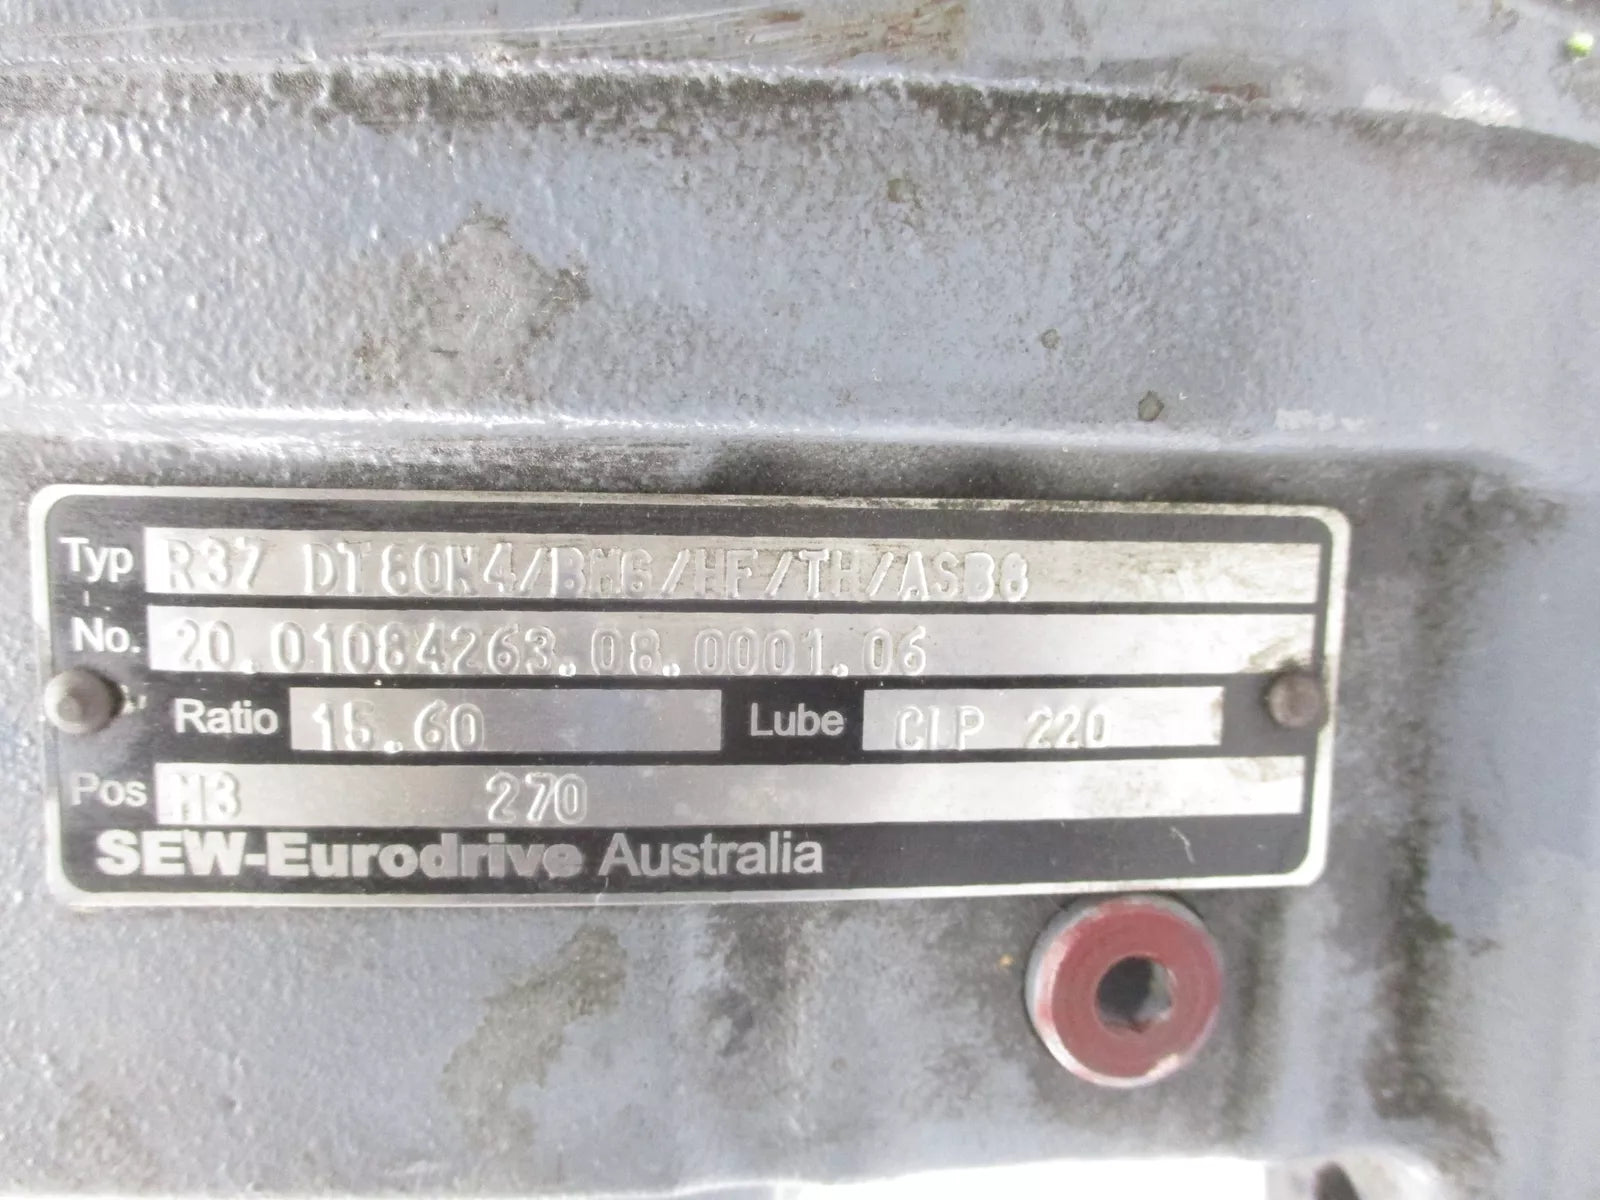 Typ R37 DT80N4/BMG/HF/TH/ASB8
No. 20.01084263.08.0001.06
Ratio 15.60 Lube CLP 220
Pos M3 270
SEW-Eurodrive Australia